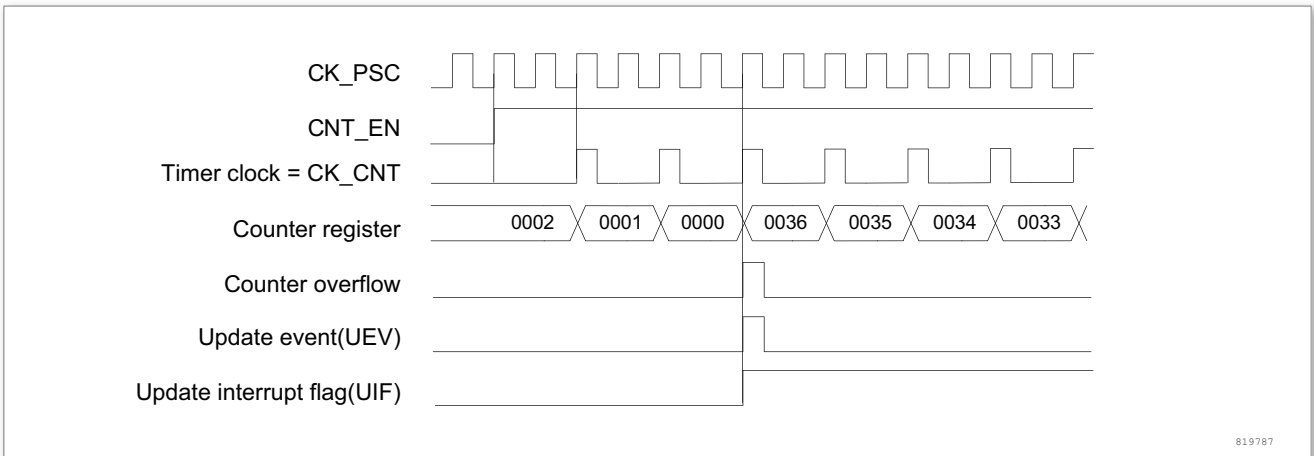 CK_PSC
CNT_EN
Timer clock = CK_CNT
Counter register 0002 0001 0000 0036 0035 0034 0033
Counter overflow
Update event(UEV)
Update interrupt flag(UIF)
819787